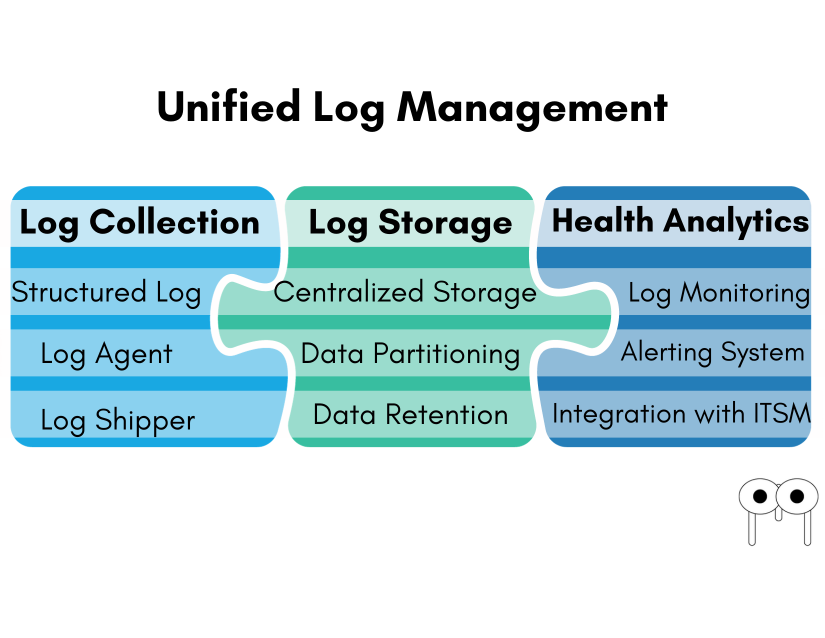 Unified Log Management
Log Collection
Structured Log
Log Agent
Log Shipper
Log Storage
Centralized Storage
Data Partitioning
Data Retention
Health Analytics
Log Monitoring
Alerting System
Integration with ITSM